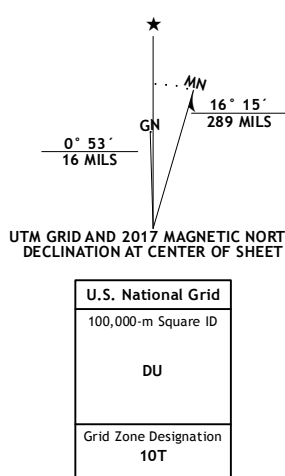 ★
MN
GN
16° 15´
289 MILS
0° 53´
16 MILS
UTM GRID AND 2017 MAGNETIC NORT
DECLINATION AT CENTER OF SHEET
U.S. National Grid
100,000-m Square ID
DU
Grid Zone Designation
10T